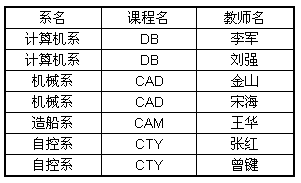 系名 课程名 教师名
计算机系 DB 李军
计算机系 DB 刘强
机械系 CAD 金山
机械系 CAD 宋海
造船系 CAM 王华
自控系 CTY 张红
自控系 CTY 曾键